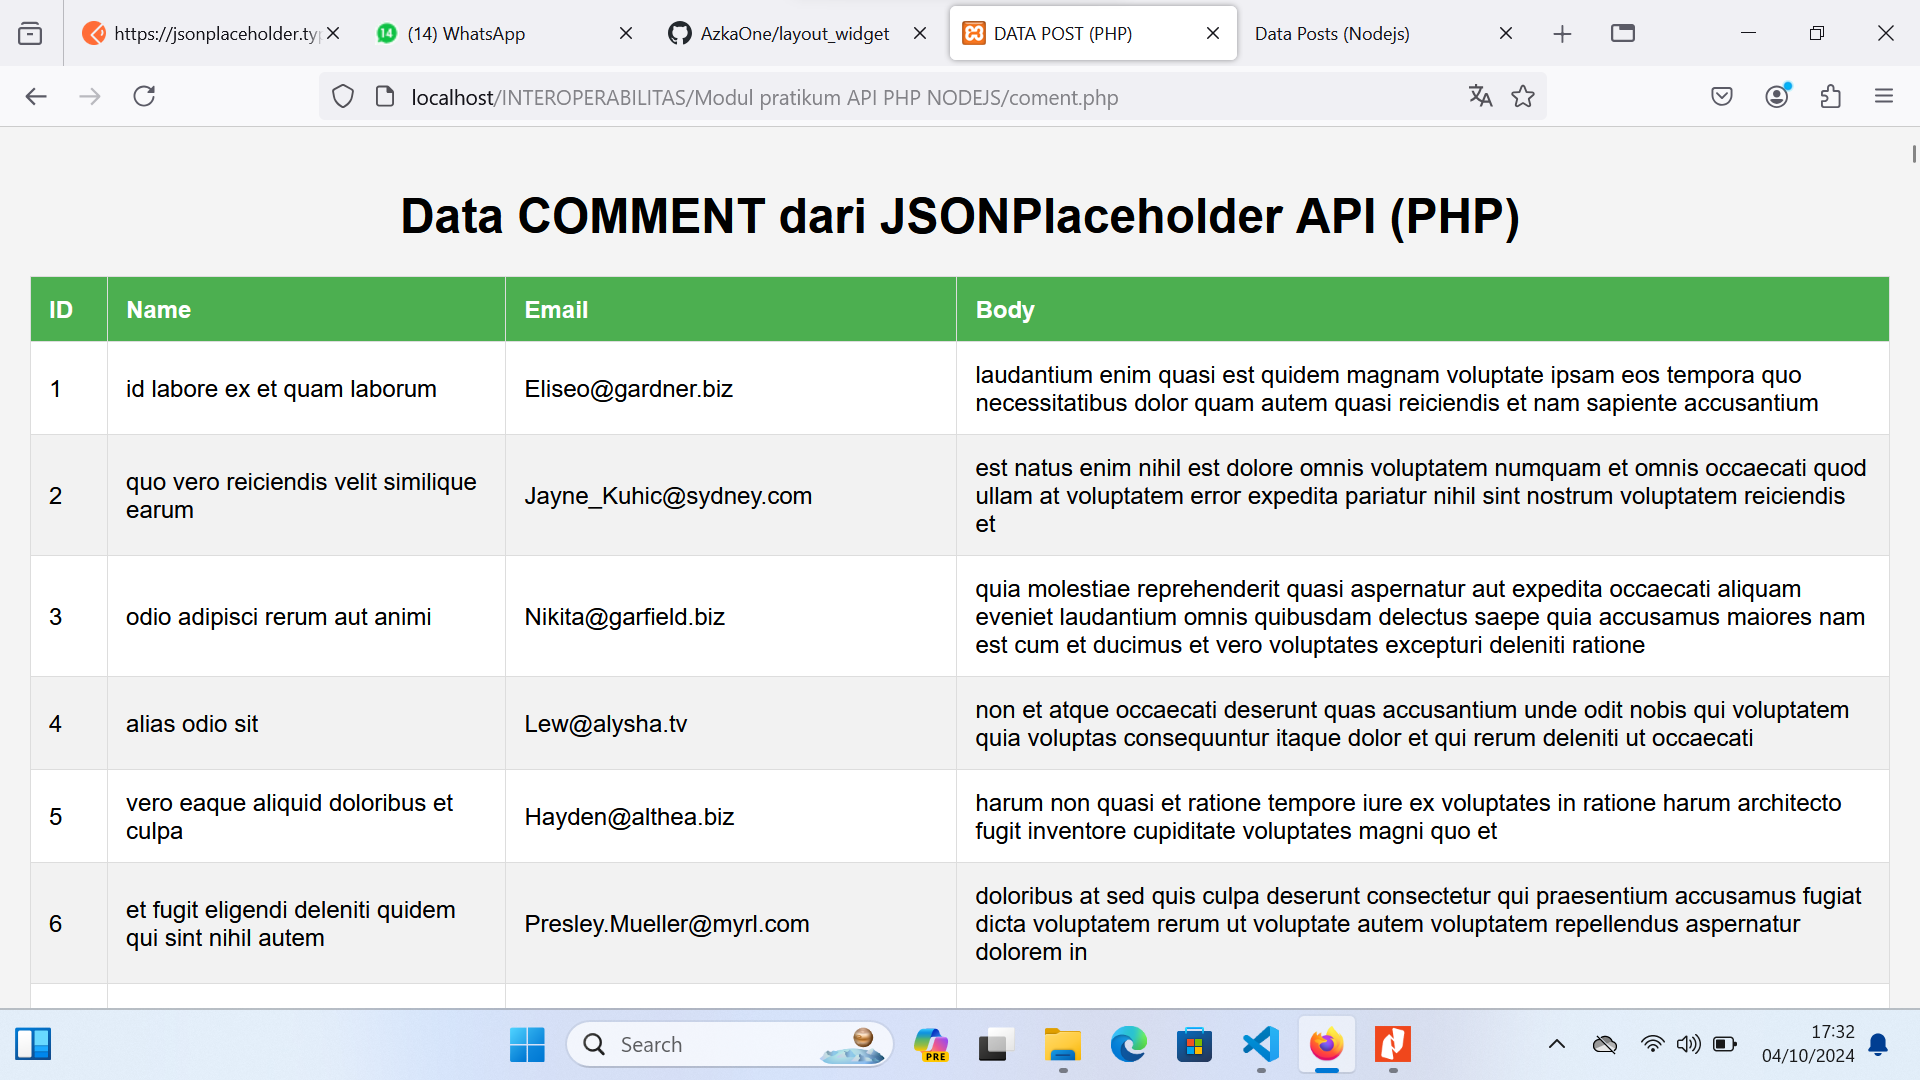 https://jsonplaceholder.typ
14
(14) WhatsApp
AzkaOne/layout_widget
DATA POST (PHP)
Data Posts (Nodejs)
localhost/INTEROPERABILITAS/Modul pratikum API PHP NODEJS/coment.php
Data COMMENT dari JSONPlaceholder API (PHP)
ID Name Email Body
1
id labore ex et quam laborum
Eliseo@gardner.biz
laudantium enim quasi est quidem magnam voluptate ipsam eos tempora quo
necessitatibus dolor quam autem quasi reiciendis et nam sapiente accusantium
2
quo vero reiciendis velit similique
earum
Jayne_Kuhic@sydney.com
est natus enim nihil est dolore omnis voluptatem numquam et omnis occaecati quod
ullam at voluptatem error expedita pariatur nihil sint nostrum voluptatem reiciendis
et
3
odio adipisci rerum aut animi
Nikita@garfield.biz
quia molestiae reprehenderit quasi aspernatur aut expedita occaecati aliquam
eveniet laudantium omnis quibusdam delectus saepe quia accusamus maiores nam
est cum et ducimus et vero voluptates excepturi deleniti ratione
4
alias odio sit
Lew@alysha.tv
non et atque occaecati deserunt quas accusantium unde odit nobis qui voluptatem
quia voluptas consequuntur itaque dolor et qui rerum deleniti ut occaecati
5
vero eaque aliquid doloribus et
culpa
Hayden@althea.biz
harum non quasi et ratione tempore iure ex voluptates in ratione harum architecto
fugit inventore cupiditate voluptates magni quo et
6
et fugit eligendi deleniti quidem
qui sint nihil autem
Presley.Mueller@myrl.com
doloribus at sed quis culpa deserunt consectetur qui praesentium accusamus fugiat
dicta voluptatem rerum ut voluptate autem voluptatem repellendus aspernatur
dolorem in
Search
PRE
17:32
04/10/2024